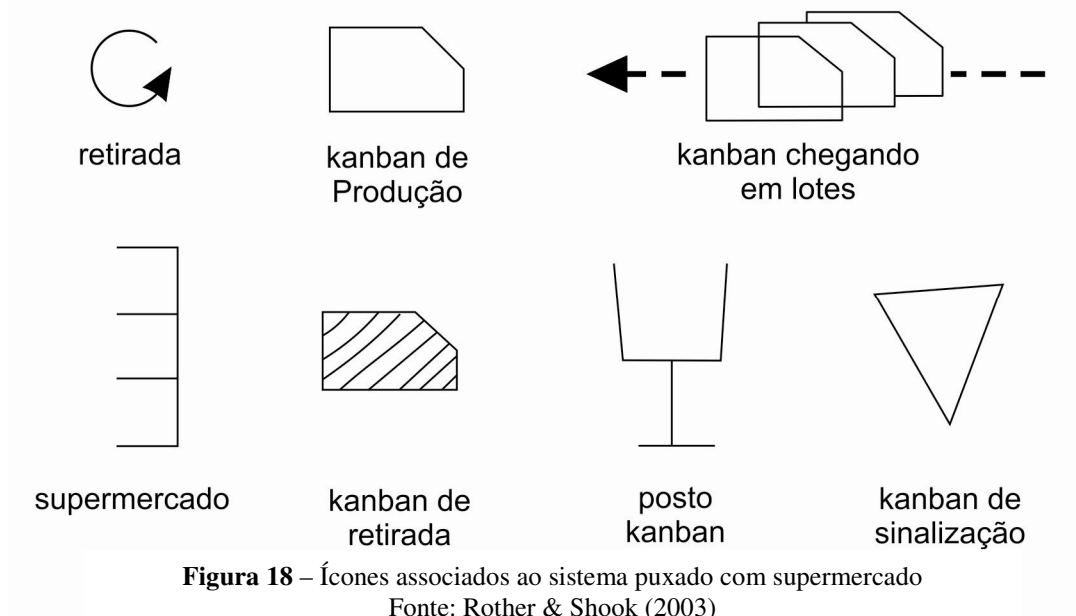 retirada
kanban de
Produção
kanban chegando
em lotes
supermercado
kanban de
retirada
posto
kanban
kanban de
sinalização
Figura 18 – Ícones associados ao sistema puxado com supermercado
Fonte: Rother & Shook (2003)